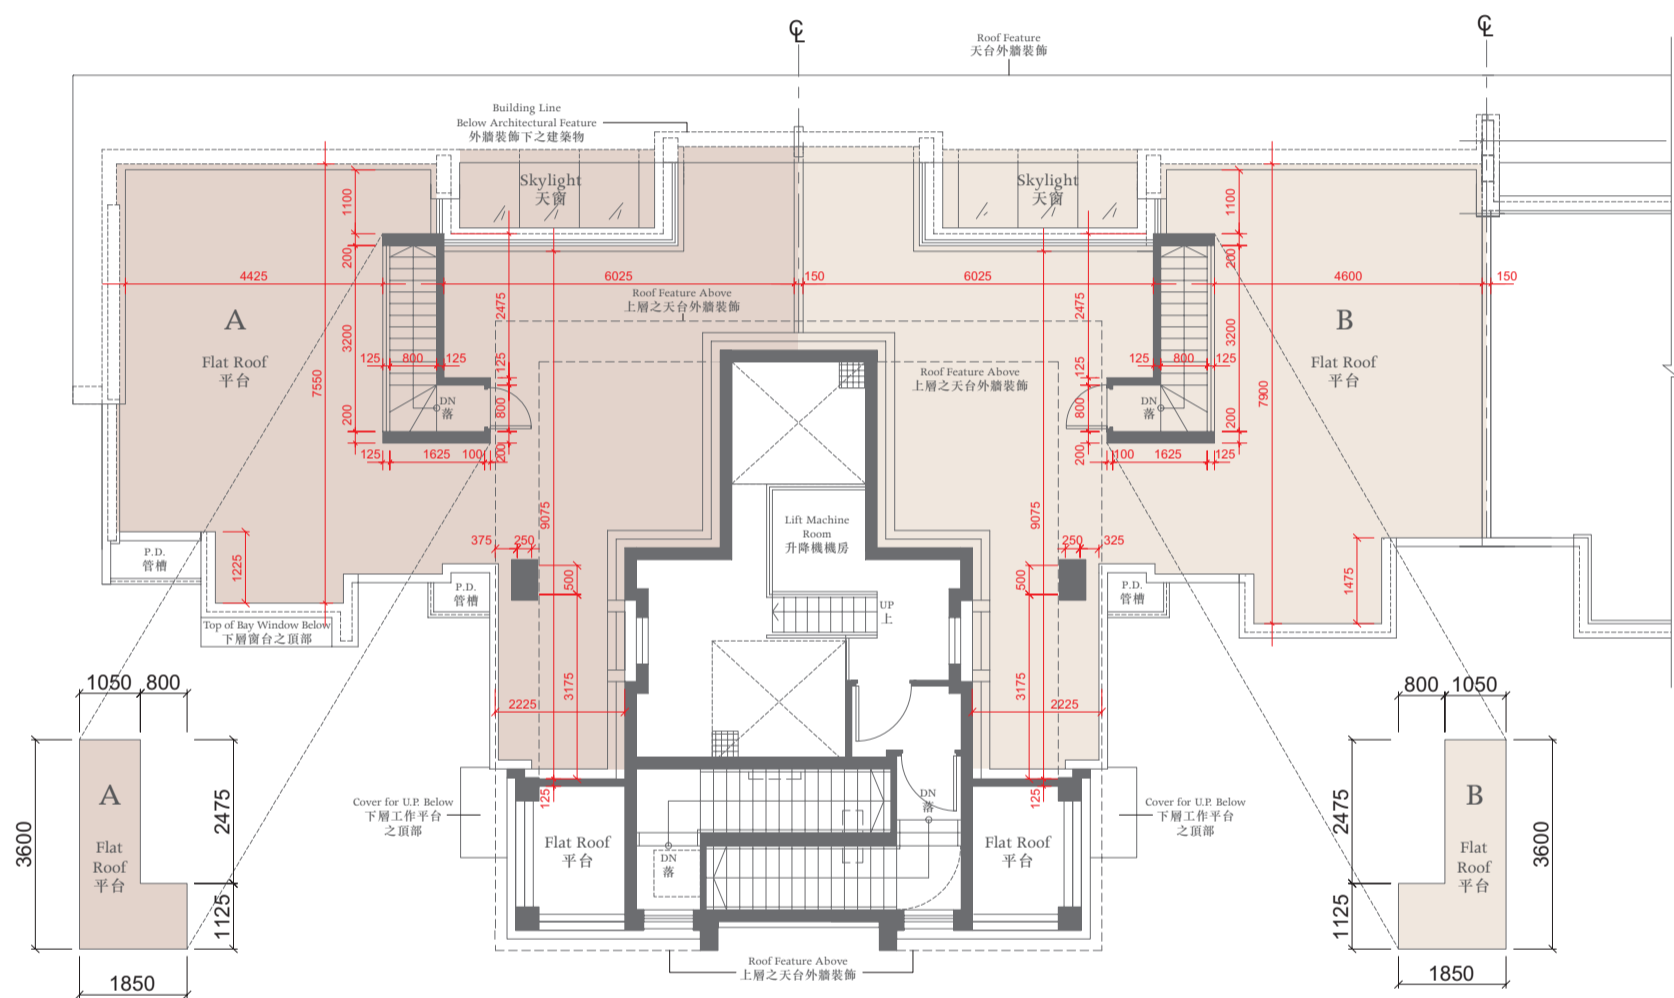 ℄
℄
Roof Feature
天台外牆裝飾
Building Line
Below Architectural Feature
外牆裝飾下之建築物
Skylight
天窗
Skylight
天窗
1100
1100
200
200
4425
6025
150
6025
4600
150
Roof Feature Above
上層之天台外牆裝飾
2475
2475
A
Flat Roof
平台
B
Flat Roof
平台
3200
3200
7550
7900
125
800
125
125
125
800
125
125
Roof Feature Above
上層之天台外牆裝飾
DN
落
DN
落
800
800
200
200
125
1625
100
200
200
100
1625
125
9075
9075
Lift Machine
Room
升降機機房
375
250
250
325
P.D.
管槽
1225
500
500
1475
P.D.
管槽
P.D.
管槽
UP
上
Top of Bay Window Below
下層窗台之頂部
3175
3175
2225
2225
1050
800
800
1050
125
125
Cover for U.P. Below
下層工作平台
之頂部
Cover for U.P. Below
下層工作平台
之頂部
DN
落
A
Flat
Roof
平台
3600
2475
1125
1850
Flat Roof
平台
DN
落
Flat Roof
平台
B
Flat
Roof
平台
2475
1125
3600
1850
Roof Feature Above
上層之天台外牆裝飾